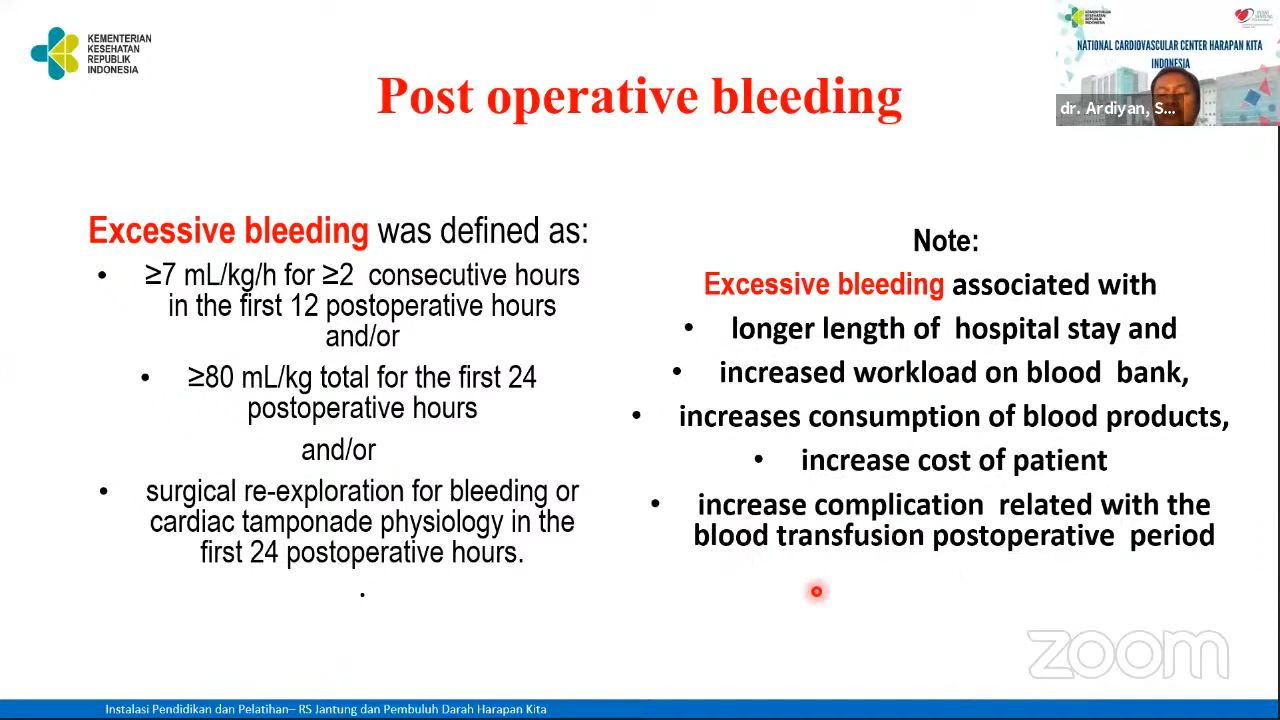 KEMENTERIAN
KESEHATAN
REPUBLIK
INDONESIA
NATIONAL CARDIOVASCULAR CENTER HARAPAN KITA
INDONESIA
dr. Ardiyan, S...
Post operative bleeding
Excessive bleeding was defined as:
• ≥7 mL/kg/h for ≥2 consecutive hours
in the first 12 postoperative hours
and/or
• ≥80 mL/kg total for the first 24
postoperative hours
and/or
• surgical re-exploration for bleeding or
cardiac tamponade physiology in the
first 24 postoperative hours.
.
Note:
Excessive bleeding associated with
• longer length of hospital stay and
• increased workload on blood bank,
• increases consumption of blood products,
• increase cost of patient
• increase complication related with the
blood transfusion postoperative period
zoom
Instalasi Pendidikan dan Pelatihan– RS Jantung dan Pembuluh Darah Harapan Kita